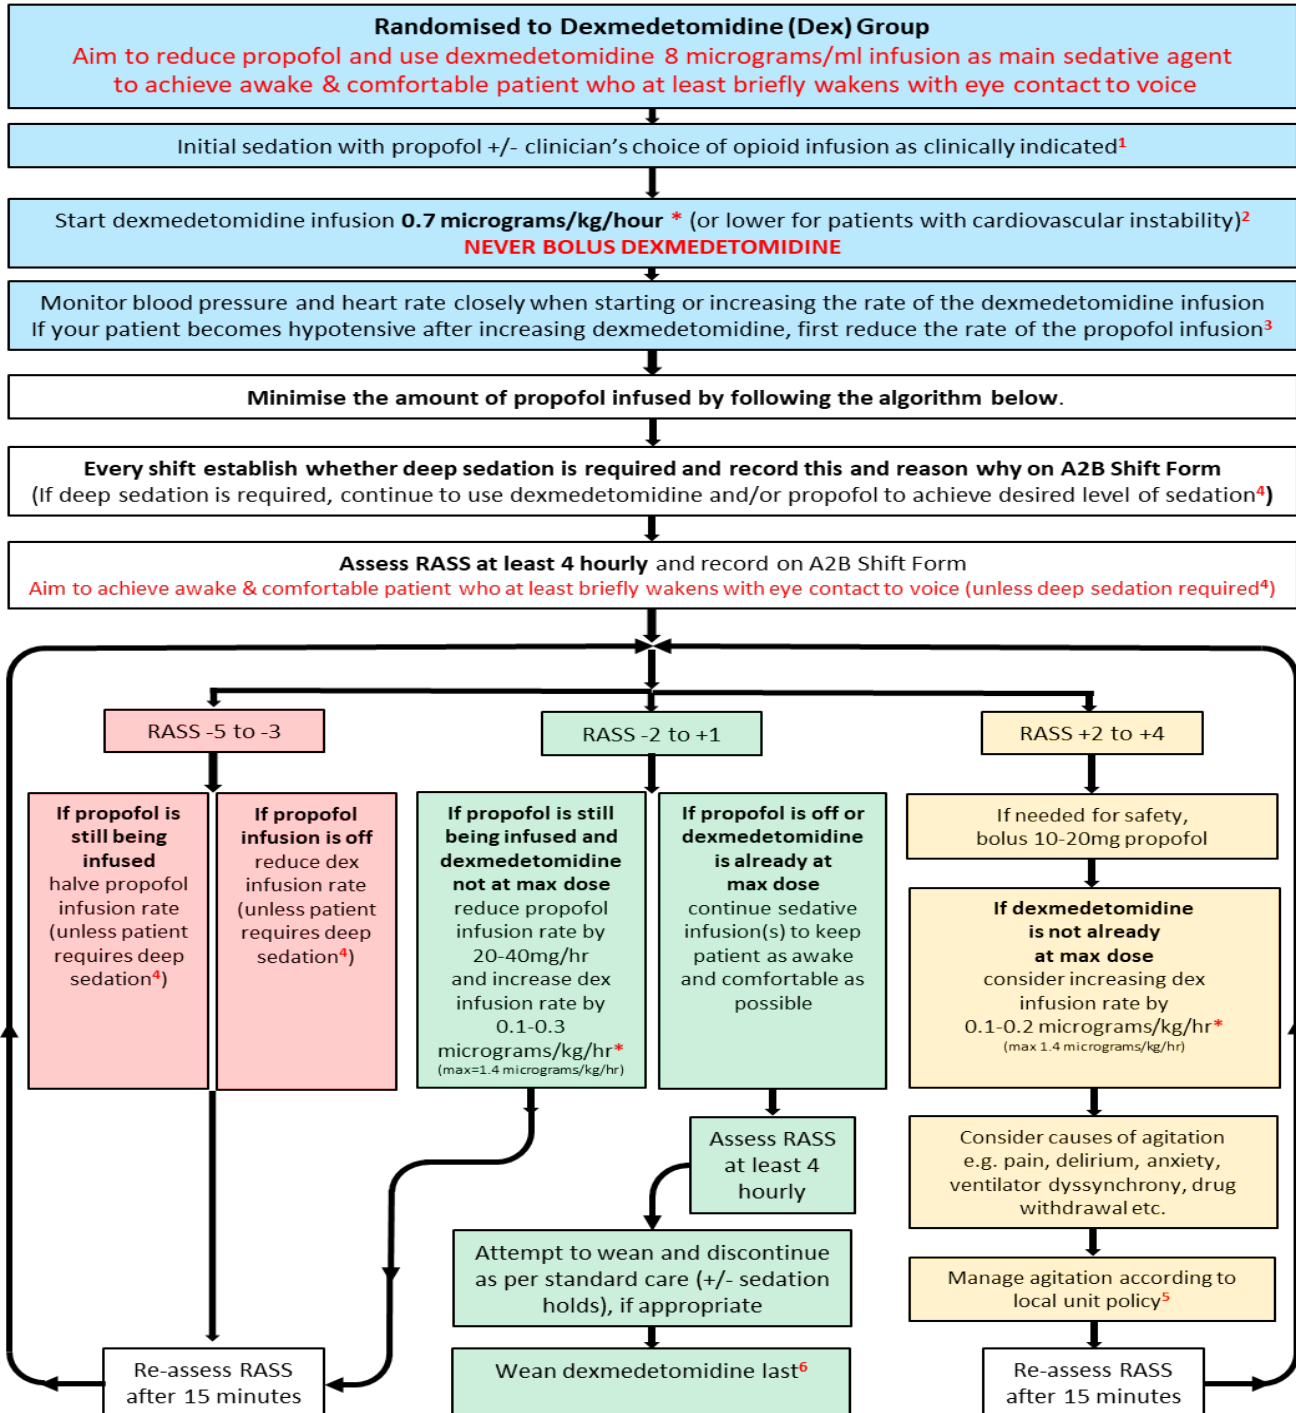 Randomised to Dexmedetomidine (Dex) Group
Aim to reduce propofol and use dexmedetomidine 8 micrograms/ml infusion as main sedative agent
to achieve awake & comfortable patient who at least briefly wakens with eye contact to voice
Initial sedation with propofol +/- clinician's choice of opioid infusion as clinically indicated¹
Start dexmedetomidine infusion 0.7 micrograms/kg/hour * (or lower for patients with cardiovascular instability)²
NEVER BOLUS DEXMEDETOMIDINE
Monitor blood pressure and heart rate closely when starting or increasing the rate of the dexmedetomidine infusion
If your patient becomes hypotensive after increasing dexmedetomidine, first reduce the rate of the propofol infusion³
Minimise the amount of propofol infused by following the algorithm below.
Every shift establish whether deep sedation is required and record this and reason why on A2B Shift Form
(If deep sedation is required, continue to use dexmedetomidine and/or propofol to achieve desired level of sedation⁴)
Assess RASS at least 4 hourly and record on A2B Shift Form
Aim to achieve awake & comfortable patient who at least briefly wakens with eye contact to voice (unless deep sedation required⁴)
RASS -5 to -3
If propofol is
still being
infused
halve propofol
infusion rate
(unless patient
requires deep
sedation⁴)
If propofol
infusion is off
reduce dex
infusion rate
(unless patient
requires deep
sedation⁴)
RASS -2 to +1
If propofol is still
being infused and
dexmedetomidine
not at max dose
reduce propofol
infusion rate by
20-40mg/hr
and increase dex
infusion rate by
0.1-0.3
micrograms/kg/hr*
(max=1.4 micrograms/kg/hr)
If propofol is off or
dexmedetomidine
is already at
max dose
continue sedative
infusion(s) to keep
patient as awake
and comfortable as
possible
Assess RASS
at least 4
hourly
Attempt to wean and discontinue
as per standard care (+/- sedation
holds), if appropriate
Wean dexmedetomidine last⁶
RASS +2 to +4
If needed for safety,
bolus 10-20mg propofol
If dexmedetomidine
is not already
at max dose
consider increasing dex
infusion rate by
0.1-0.2 micrograms/kg/hr*
(max 1.4 micrograms/kg/hr)
Consider causes of agitation
e.g. pain, delirium, anxiety,
ventilator dyssynchrony, drug
withdrawal etc.
Manage agitation according to
local unit policy⁵
Re-assess RASS
after 15 minutes
Re-assess RASS
after 15 minutes